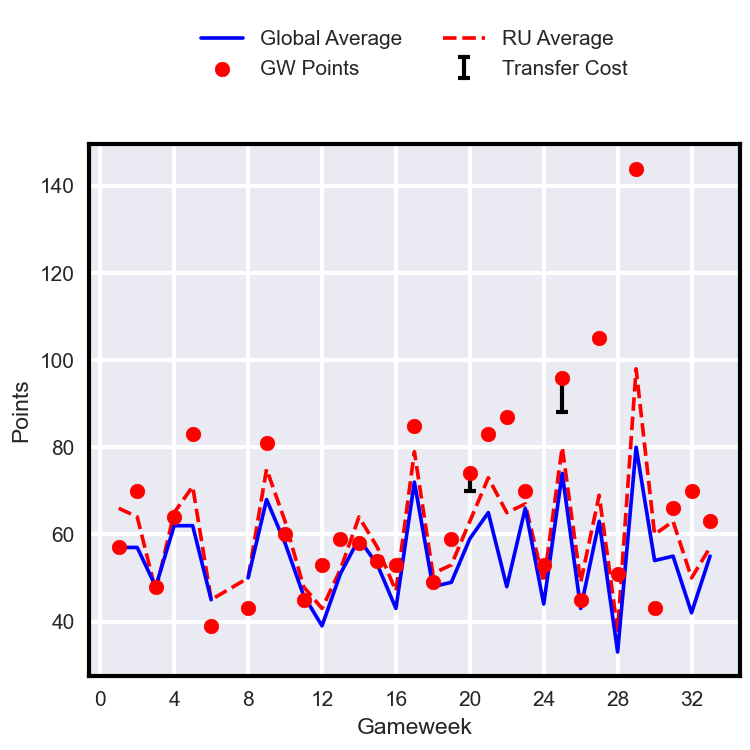 Global Average
RU Average
GW Points
Transfer Cost
Points
140
120
100
80
60
40
0 4 8 12 16 20 24 28 32
Gameweek